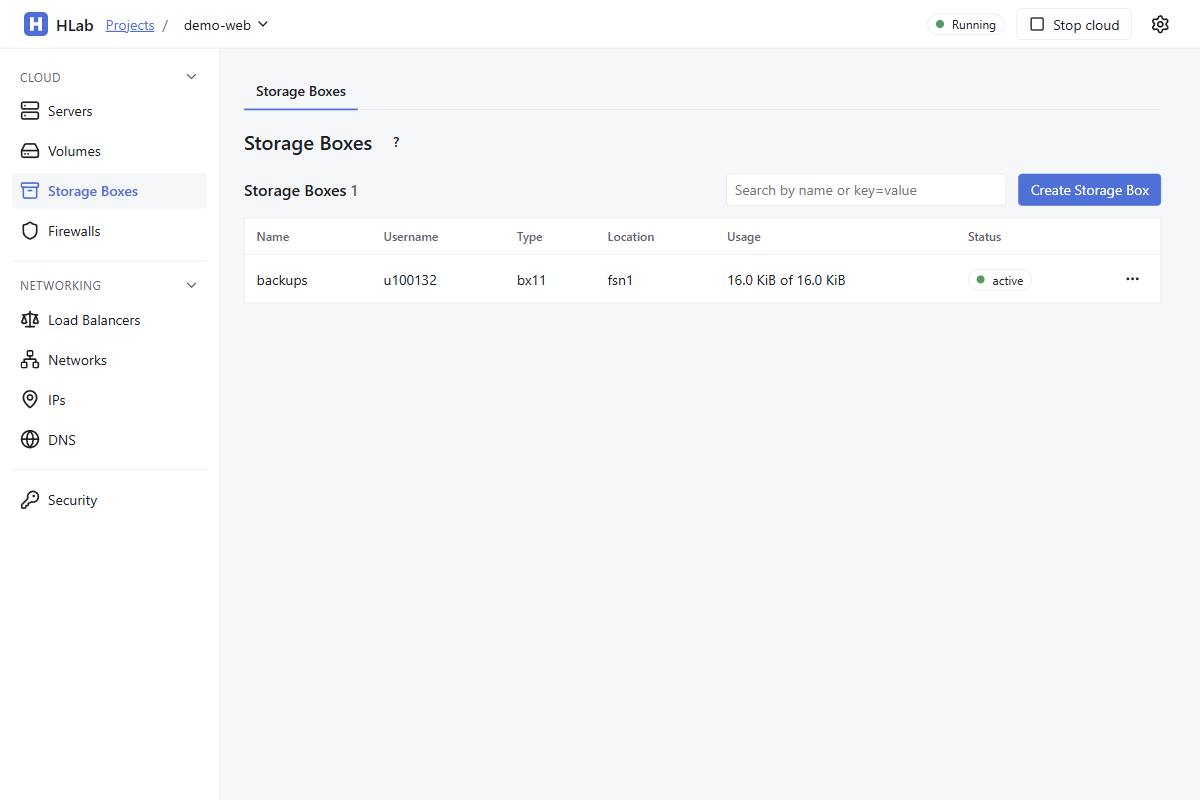 H HLab Projects / demo-web Running Stop cloud
CLOUD
Servers
Volumes
Storage Boxes
Firewalls
NETWORKING
Load Balancers
Networks
IPs
DNS
Security
Storage Boxes
Storage Boxes ?
Storage Boxes 1 Search by name or key=value Create Storage Box
Name Username Type Location Usage Status
backups u100132 bx11 fsn1 16.0 KiB of 16.0 KiB active ···